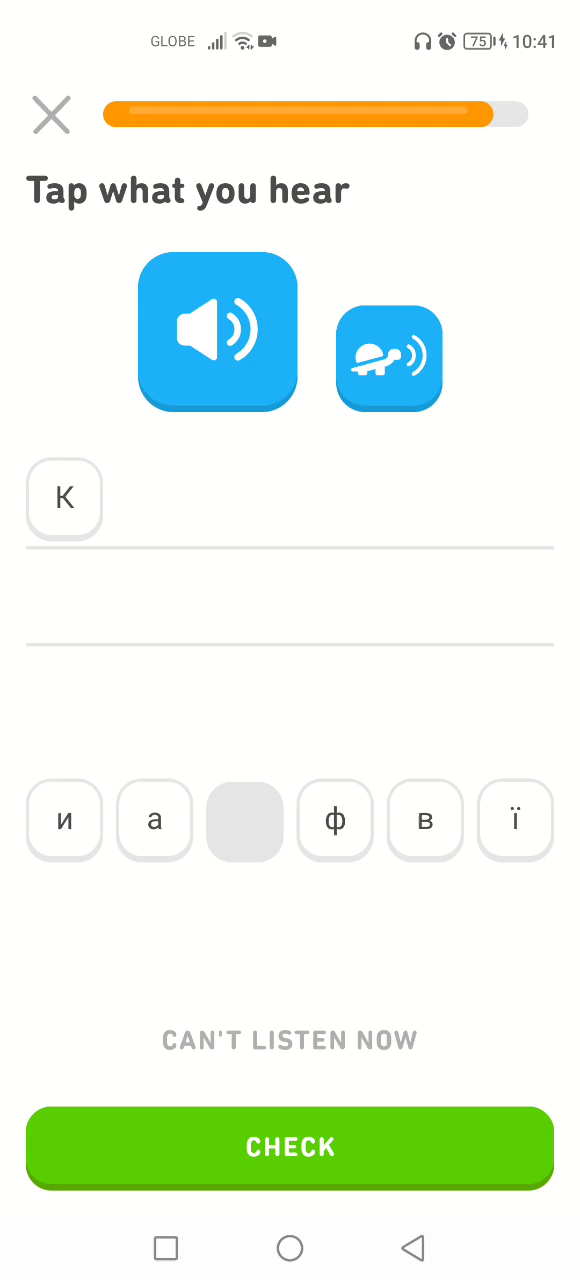 GLOBE 75 10:41
Tap what you hear
К
и а ф в ї
CAN'T LISTEN NOW
CHECK